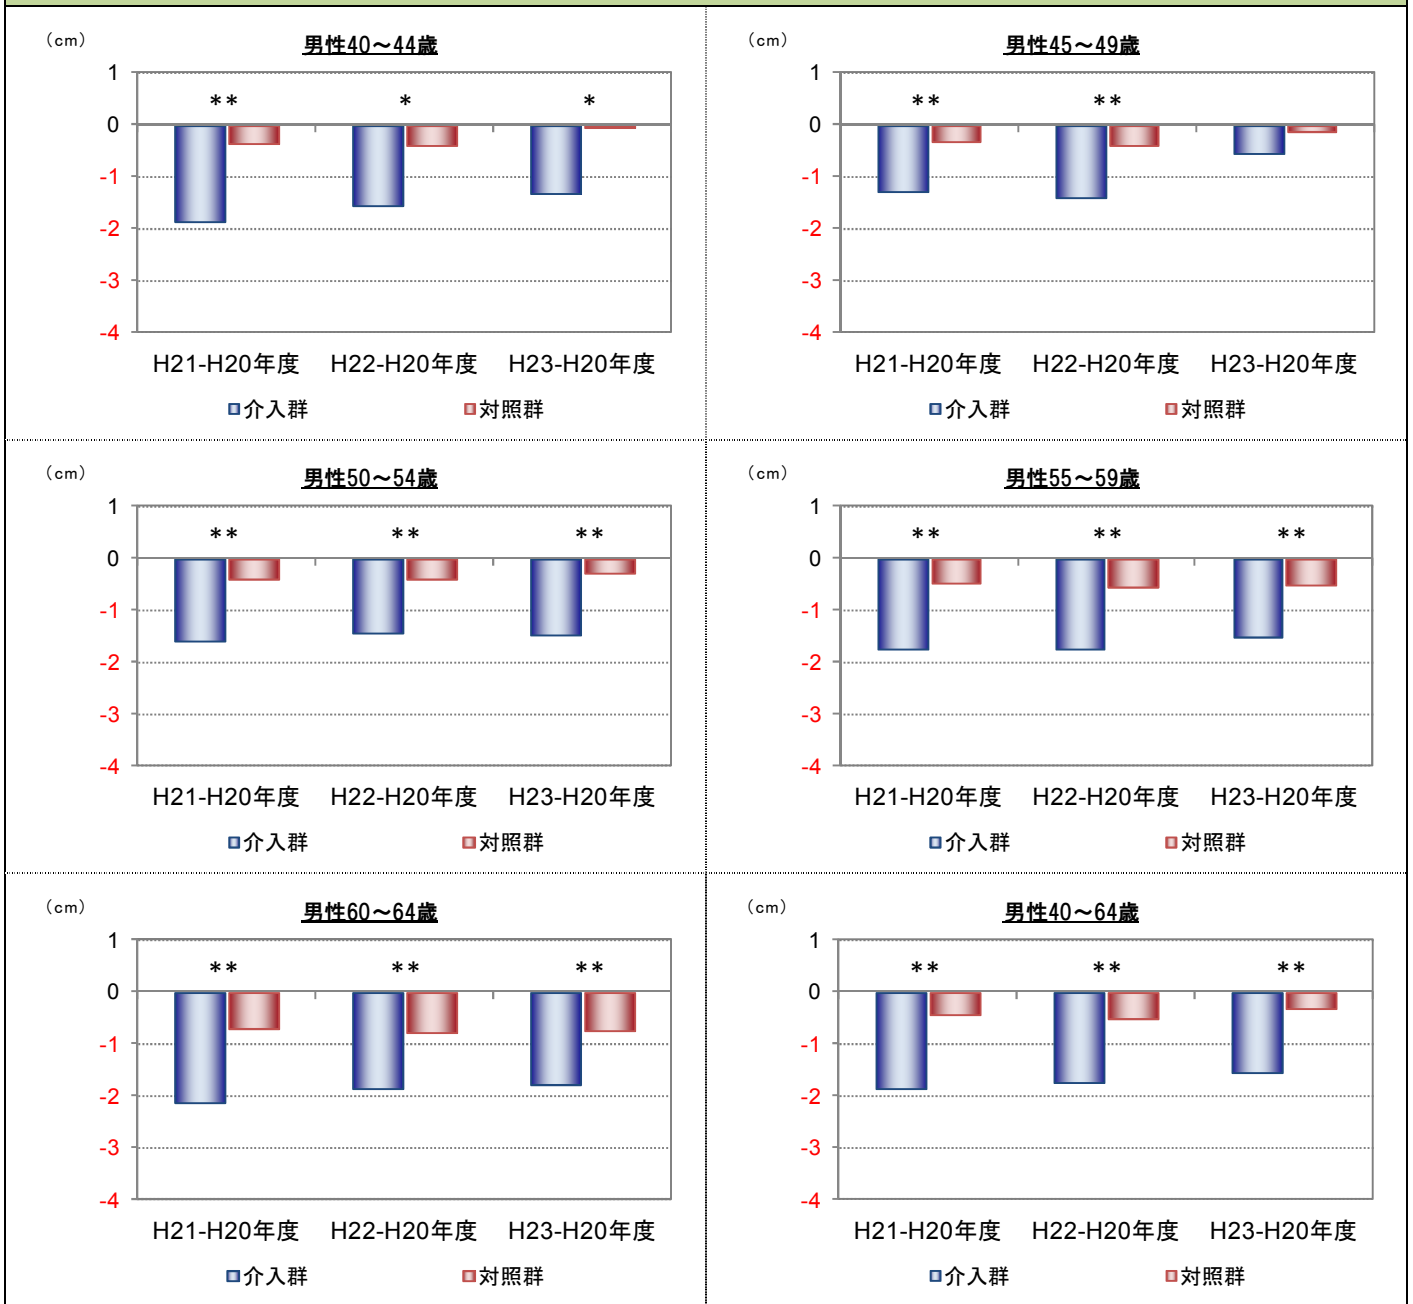 （cm）
男性40～44歳
1
**
*
*
0
-1
-2
-3
-4
H21-H20年度
H22-H20年度
H23-H20年度
介入群
対照群
（cm）
男性45～49歳
1
**
**
0
-1
-2
-3
-4
H21-H20年度
H22-H20年度
H23-H20年度
介入群
対照群
（cm）
男性50～54歳
1
**
**
**
0
-1
-2
-3
-4
H21-H20年度
H22-H20年度
H23-H20年度
介入群
対照群
（cm）
男性55～59歳
1
**
**
**
0
-1
-2
-3
-4
H21-H20年度
H22-H20年度
H23-H20年度
介入群
対照群
（cm）
男性60～64歳
1
**
**
**
0
-1
-2
-3
-4
H21-H20年度
H22-H20年度
H23-H20年度
介入群
対照群
（cm）
男性40～64歳
1
**
**
**
0
-1
-2
-3
-4
H21-H20年度
H22-H20年度
H23-H20年度
介入群
対照群